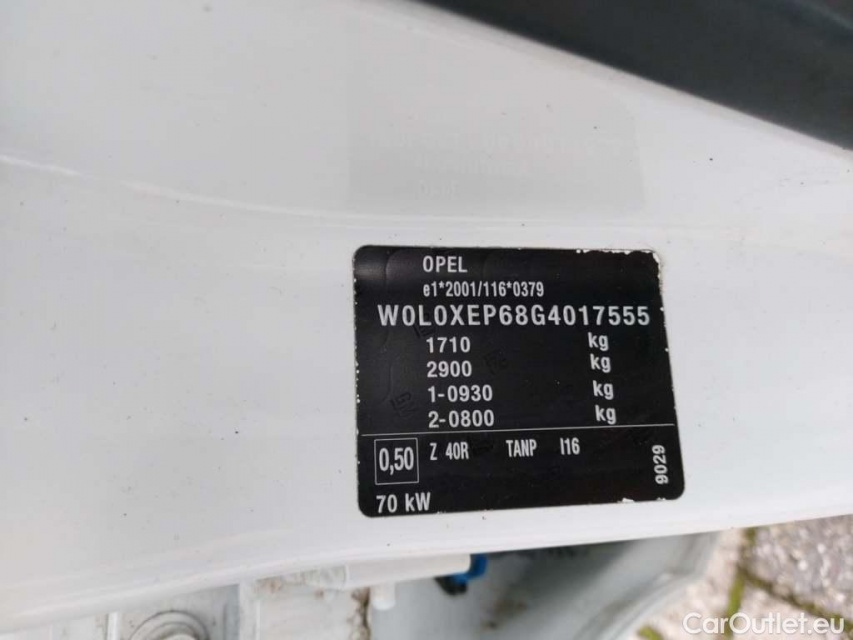 OPEL
e1*2001/116*0379
W0L0XEP68G4017555
1710 kg
2900 kg
1-0930 kg
2-0800 kg
0,50 Z 40R TANP I16
9029
70 kW
CarOutlet.eu